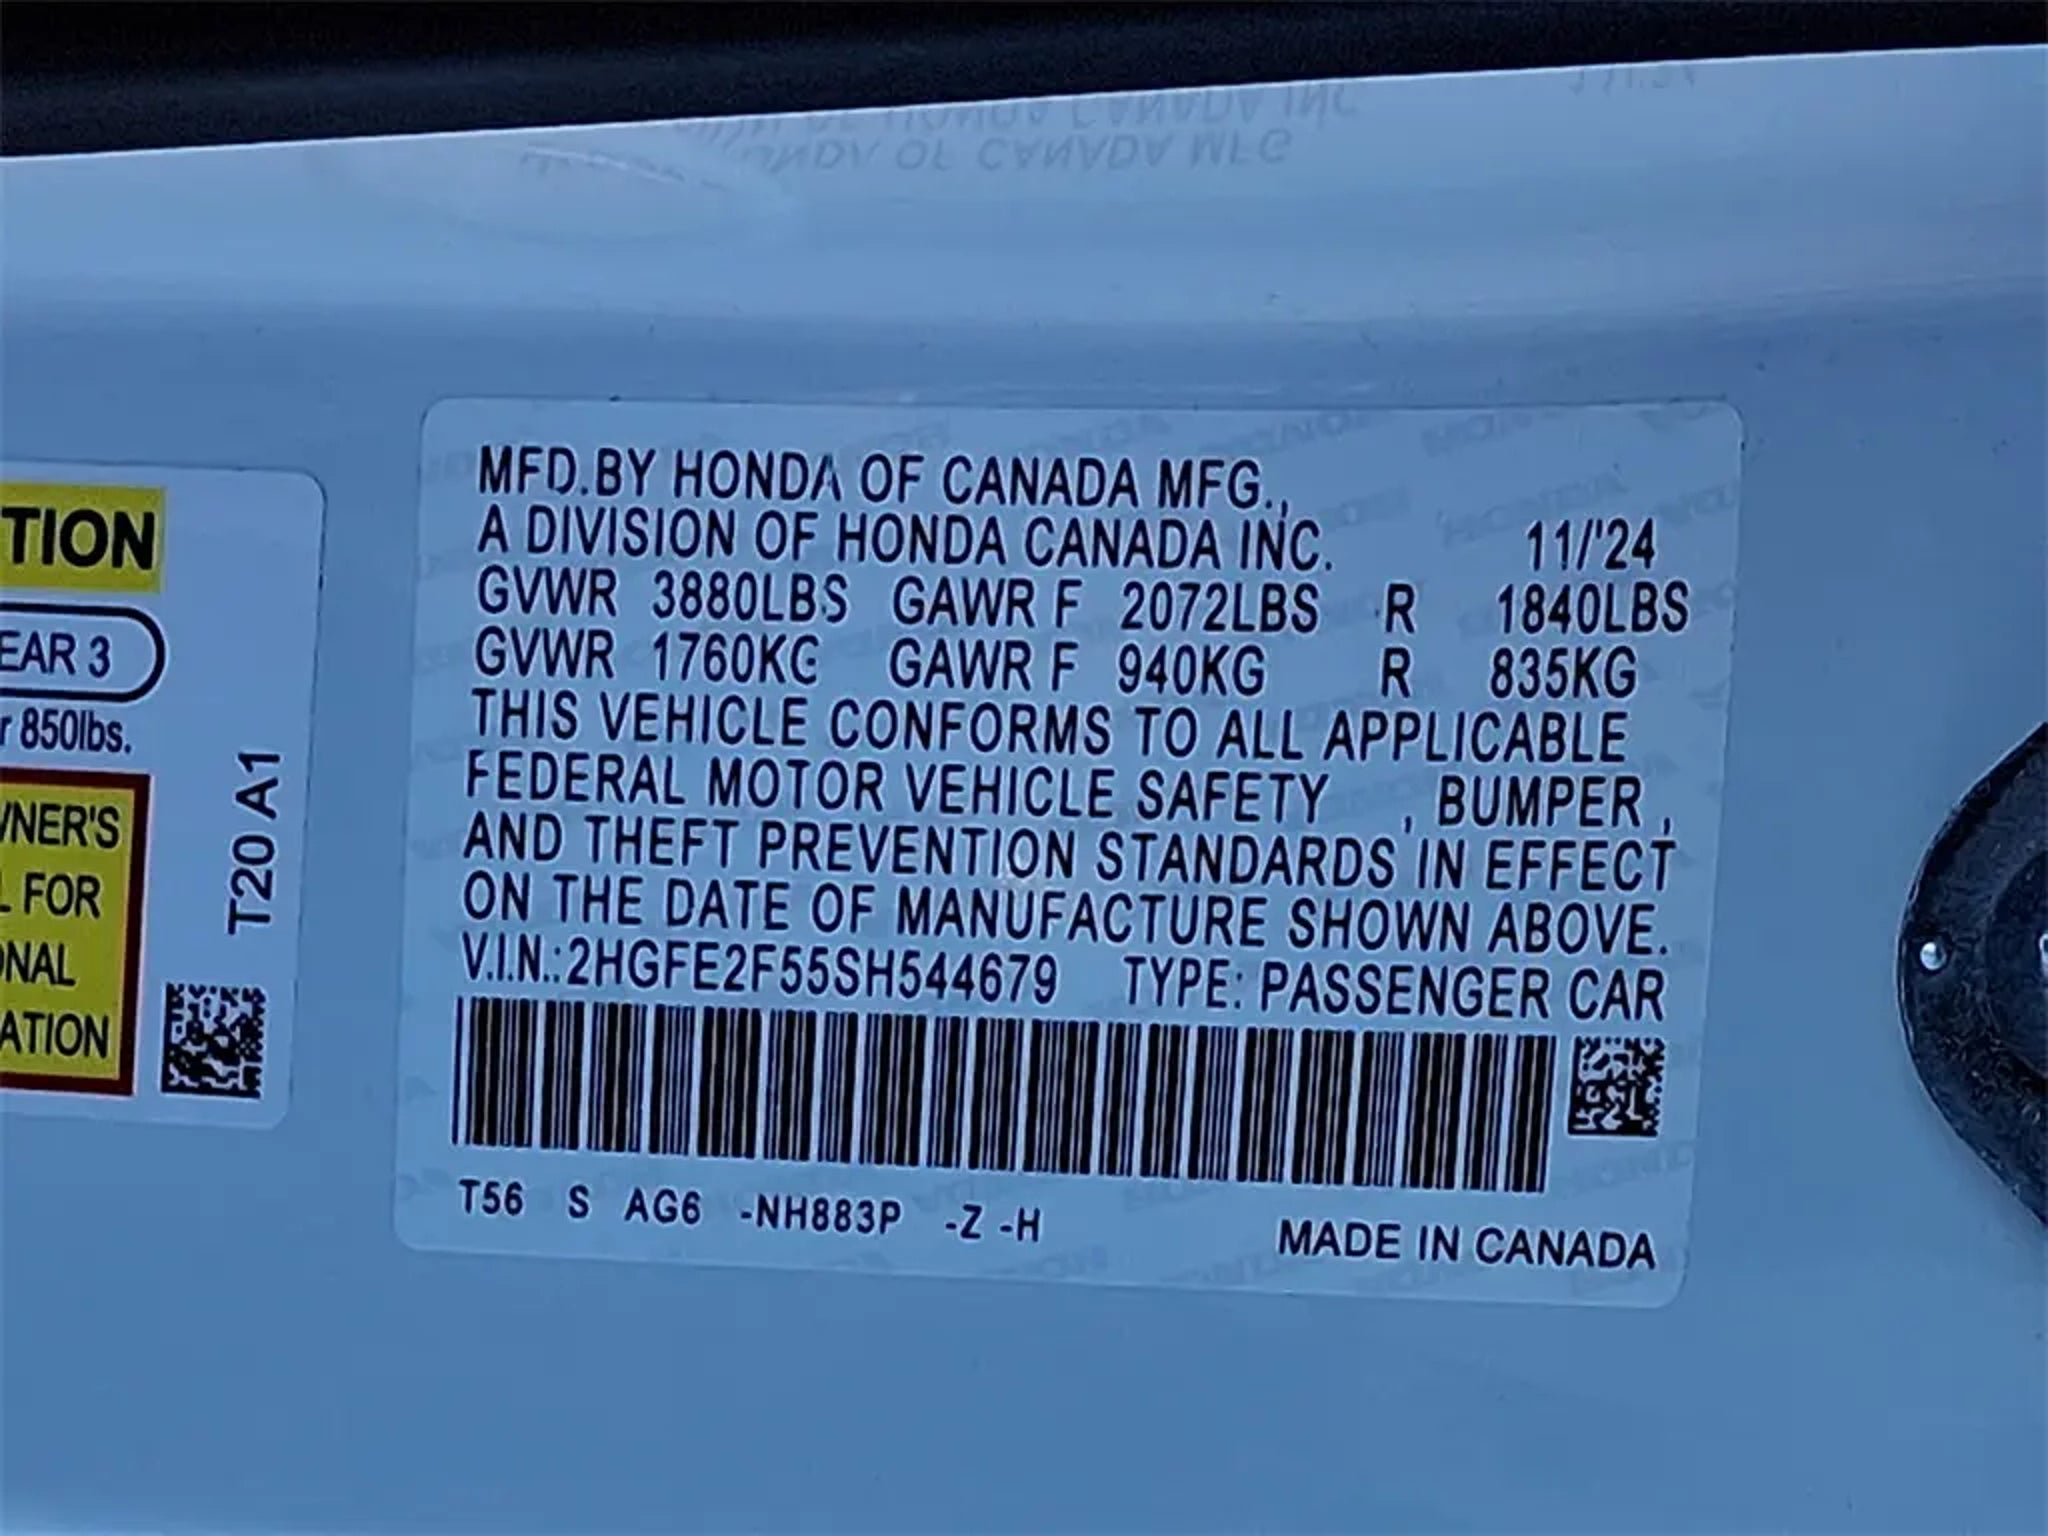 MFD.BY HONDA OF CANADA MFG.,
A DIVISION OF HONDA CANADA INC. 11/'24
GVWR 3880LBS GAWR F 2072LBS R 1840LBS
GVWR 1760KG GAWR F 940KG R 835KG
THIS VEHICLE CONFORMS TO ALL APPLICABLE
FEDERAL MOTOR VEHICLE SAFETY , BUMPER ,
AND THEFT PREVENTION STANDARDS IN EFFECT
ON THE DATE OF MANUFACTURE SHOWN ABOVE.
V.I.N.:2HGFE2F55SH544679 TYPE: PASSENGER CAR
T56 S AG6 -NH883P -Z -H
MADE IN CANADA
TION
EAR 3
r 850lbs.
WNER'S
L FOR
ONAL
ATION
T20 A1